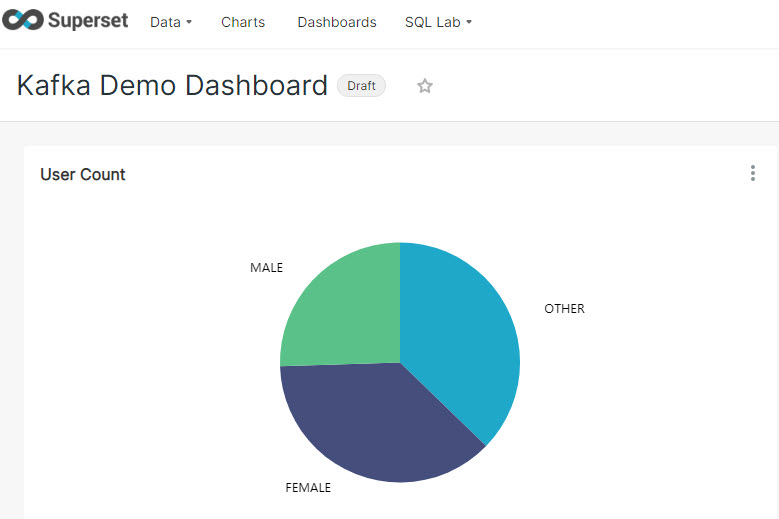 Superset Data Charts Dashboards SQL Lab
Kafka Demo Dashboard Draft
User Count
MALE
OTHER
FEMALE